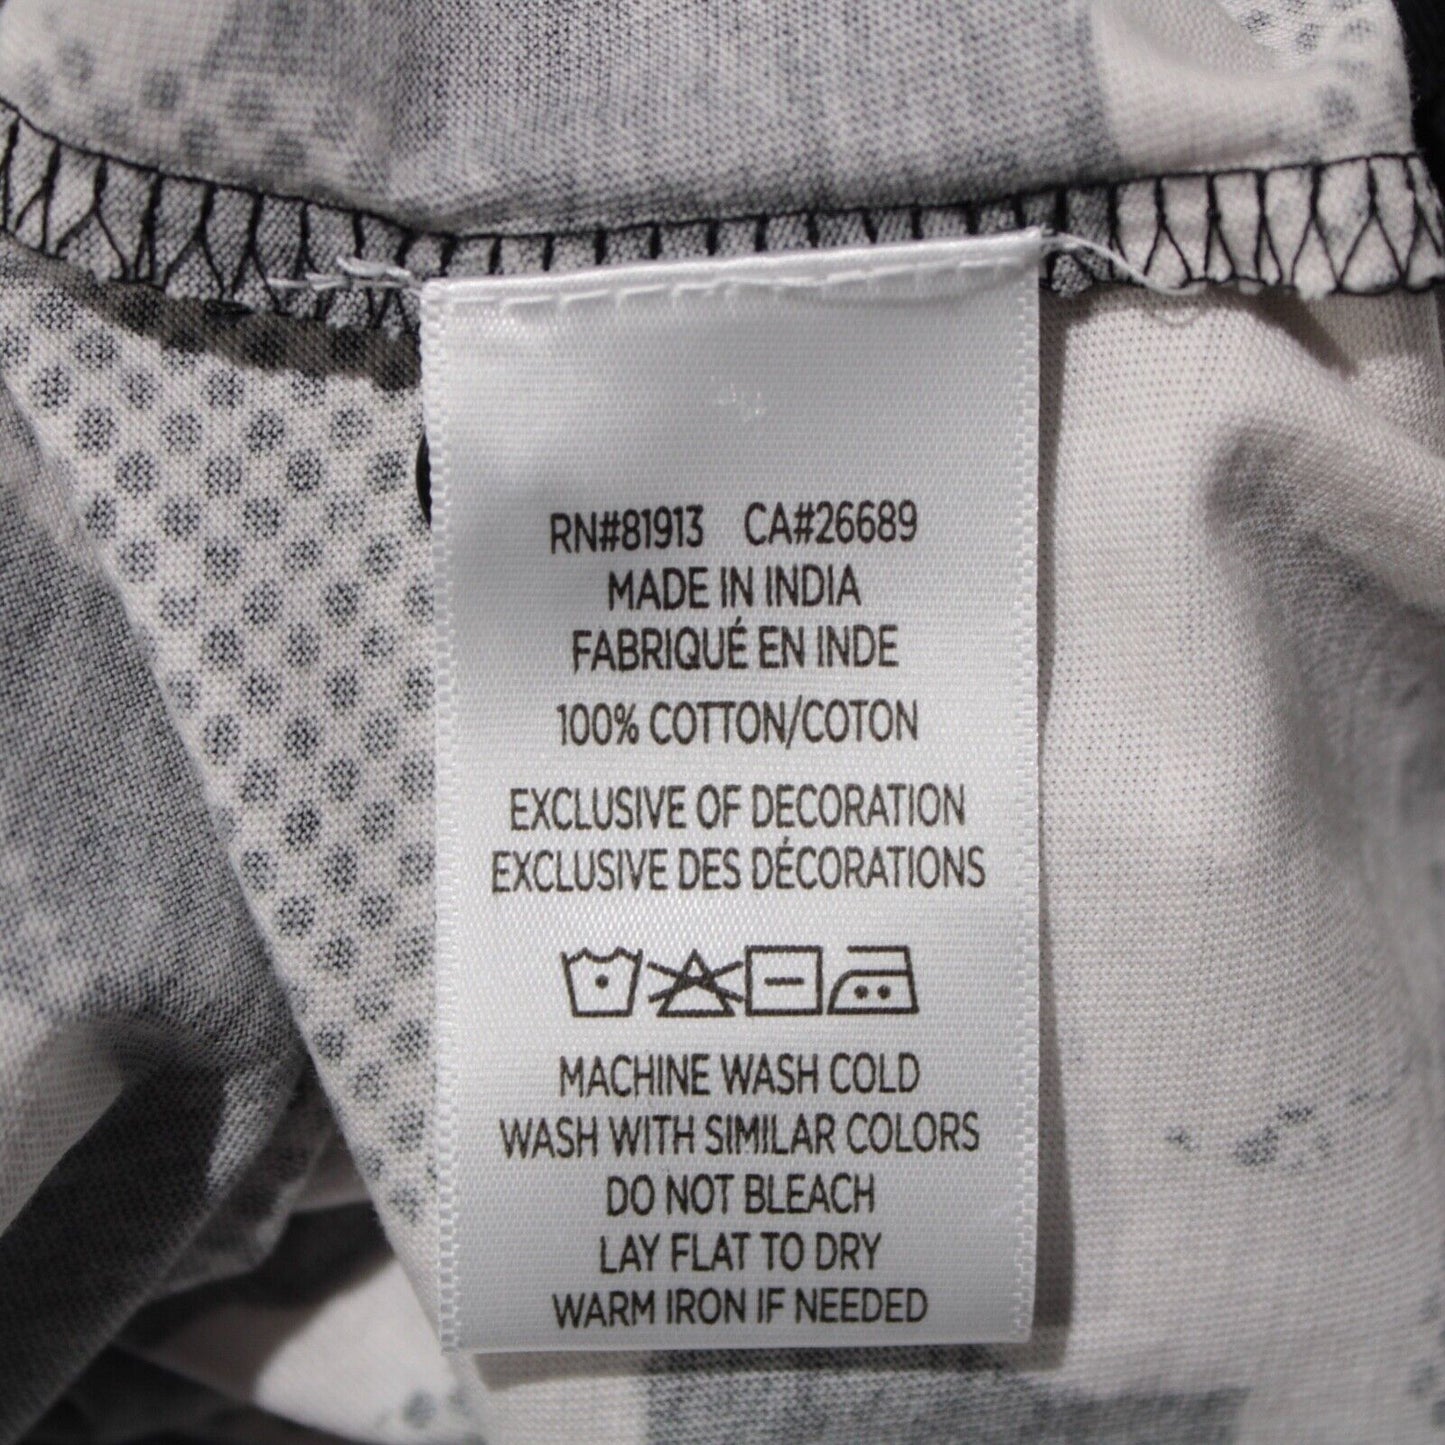 RN#81913 CA#26689
MADE IN INDIA
FABRIQUÉ EN INDE
100% COTTON/COTON
EXCLUSIVE OF DECORATION
EXCLUSIVE DES DÉCORATIONS
MACHINE WASH COLD
WASH WITH SIMILAR COLORS
DO NOT BLEACH
LAY FLAT TO DRY
WARM IRON IF NEEDED